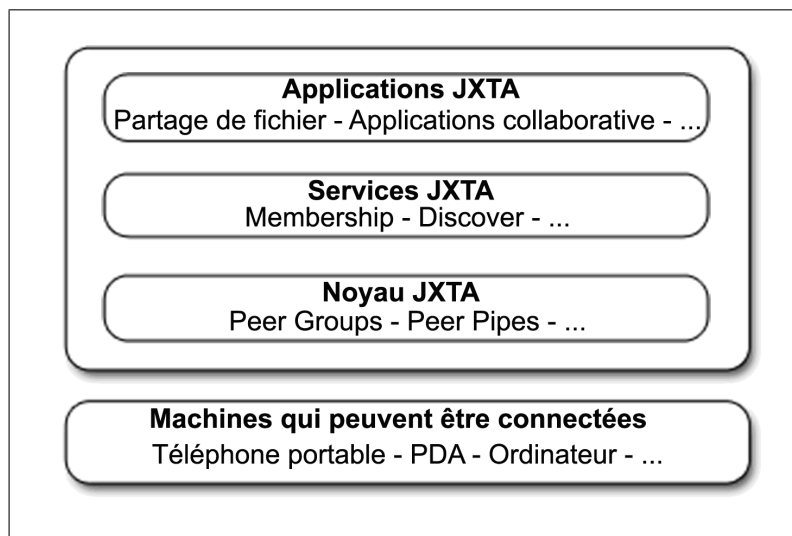 Applications JXTA
Partage de fichier - Applications collaborative - ...
Services JXTA
Membership - Discover - ...
Noyau JXTA
Peer Groups - Peer Pipes - ...
Machines qui peuvent être connectées
Téléphone portable - PDA - Ordinateur - ...